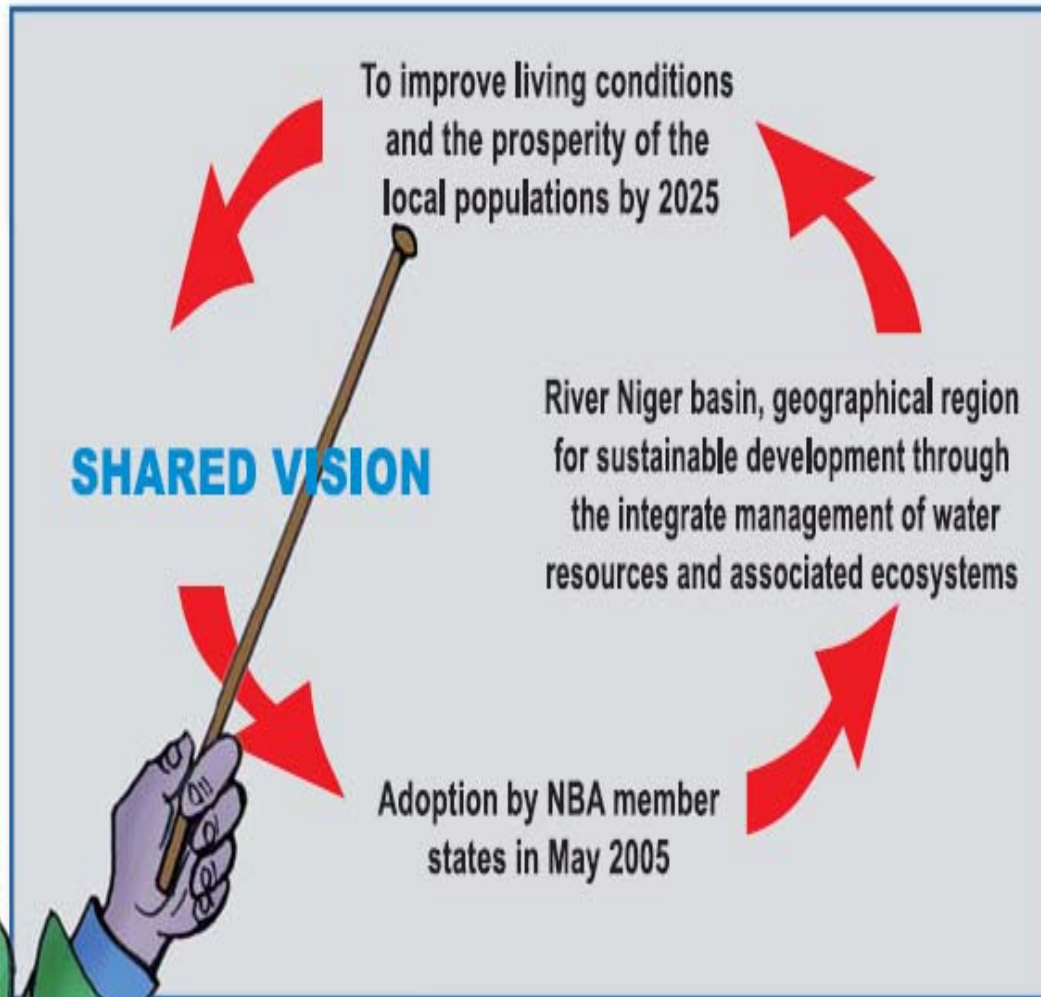 To improve living conditions
and the prosperity of the
local populations by 2025
SHARED VISION
River Niger basin, geographical region
for sustainable development through
the integrate management of water
resources and associated ecosystems
Adoption by NBA member
states in May 2005